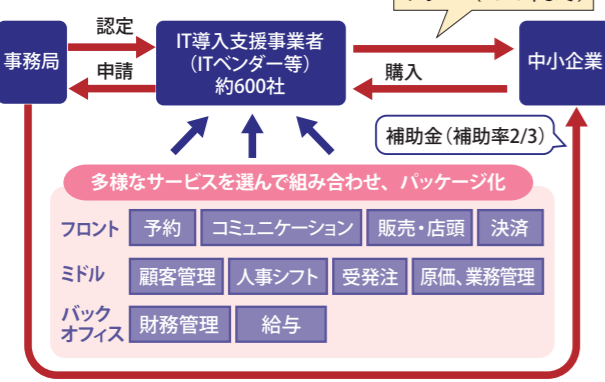 認定
事務局
IT導入支援事業者
(ITベンダー等)
約600社
中小企業
申請
購入
補助金(補助率2/3)
多様なサービスを選んで組み合わせ、パッケージ化
フロント
予約
コミュニケーション
販売・店頭
決済
ミドル
顧客管理
人事シフト
受発注
原価、業務管理
バック
オフィス
財務管理
給与